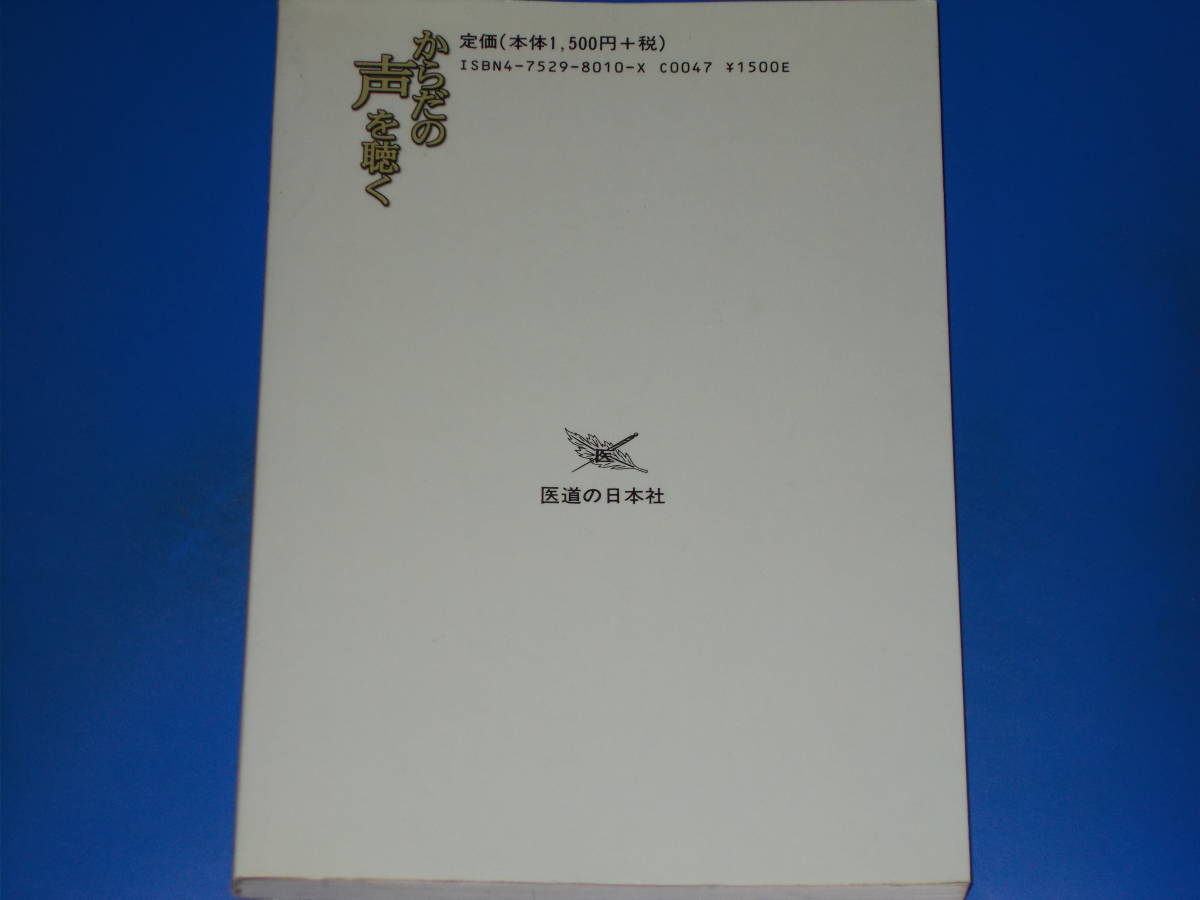 からだの
声を聴く
定価(本体1,500円+税)
ISBN4-7529-8010-X C0047 ¥1500E
医
医道の日本社